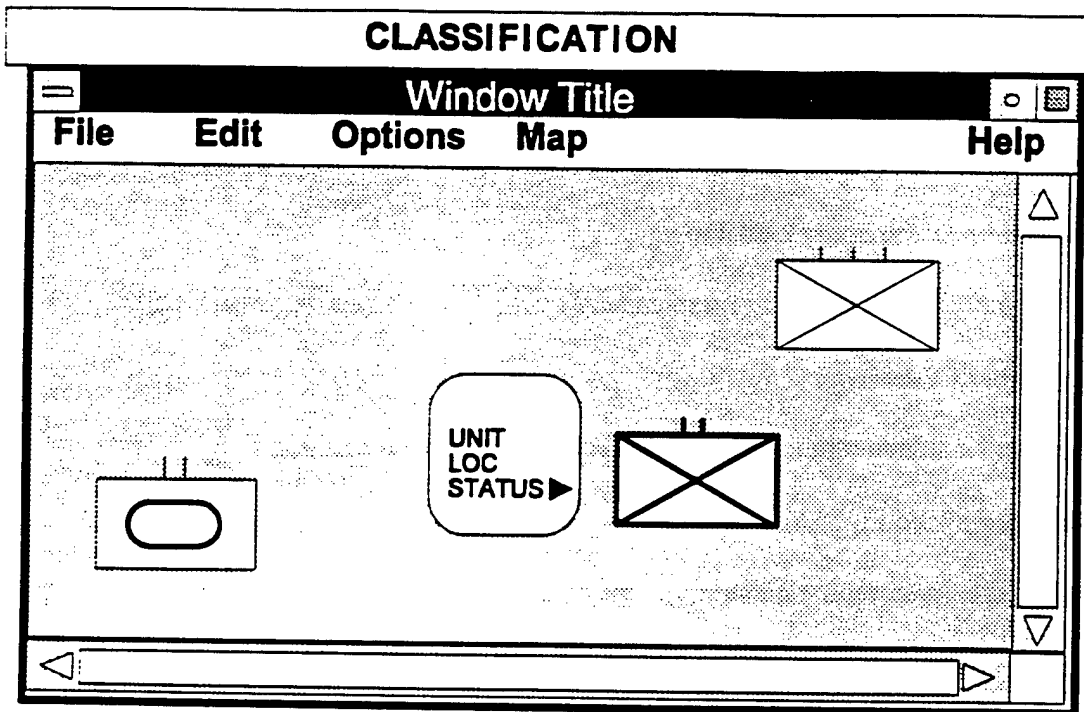 CLASSIFICATION
Window Title
File Edit Options Map Help
UNIT
LOC
STATUS